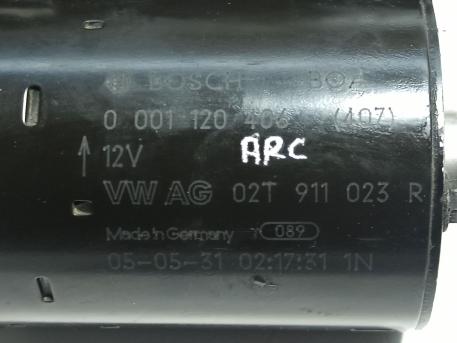 BOSCH
0 001 120 406 (407)
12V ARC
VW AG 02T 911 023 R
Made in Germany 089
05-05-31 02:17:31 1N